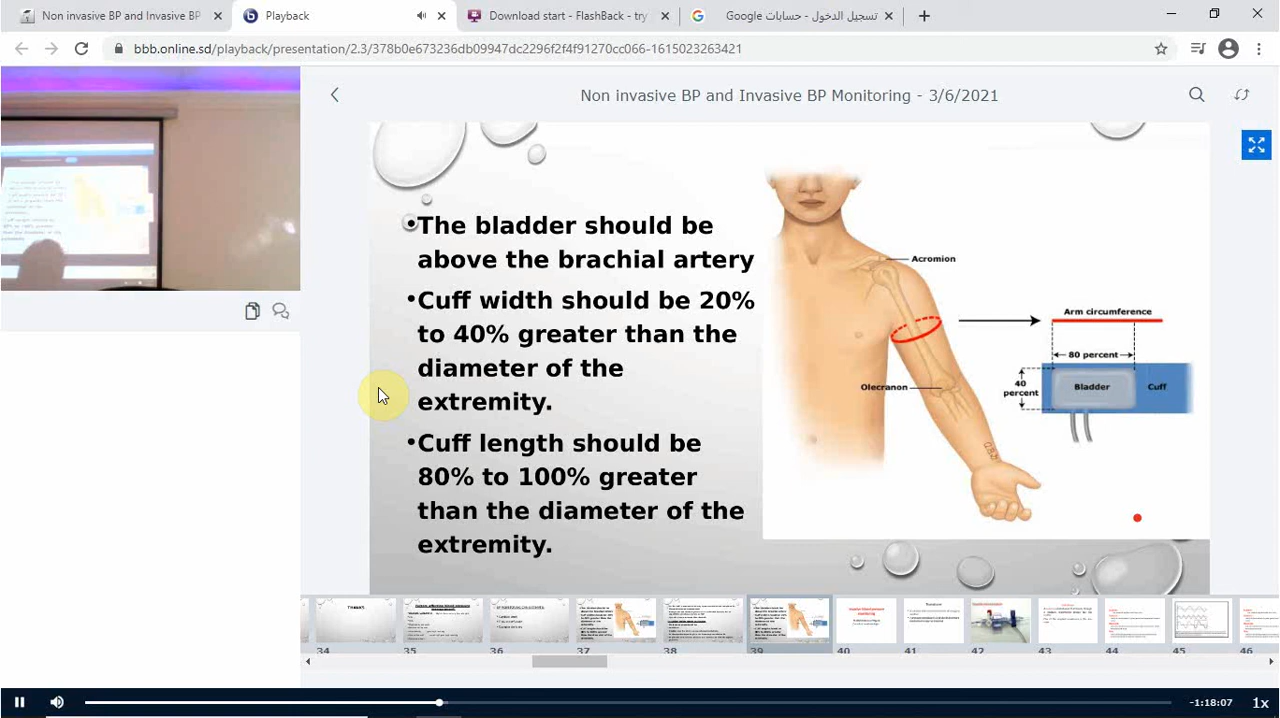 Non invasive BP and Invasive BP
Playback
Download start - FlashBack - try
تسجيل الدخول - حسابات Google
bbb.online.sd/playback/presentation/2.3/378b0e673236db09947dc2296f2f4f91270cc066-1615023263421
Non invasive BP and Invasive BP Monitoring - 3/6/2021
•The bladder should be
above the brachial artery
•Cuff width should be 20%
to 40% greater than the
diameter of the
extremity.
•Cuff length should be
80% to 100% greater
than the diameter of the
extremity.
Acromion
Olecranon
Arm circumference
80 percent
40
percent
Bladder
Cuff
34
35
36
37
38
39
40
41
42
43
44
45
46
-1:18:07
1x